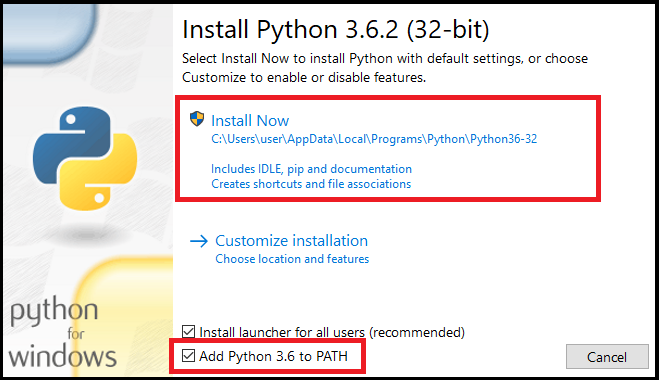 Install Python 3.6.2 (32-bit)
Select Install Now to install Python with default settings, or choose
Customize to enable or disable features.
Install Now
C:\Users\user\AppData\Local\Programs\Python\Python36-32
Includes IDLE, pip and documentation
Creates shortcuts and file associations
Customize installation
Choose location and features
python
for
windows
Install launcher for all users (recommended)
Add Python 3.6 to PATH
Cancel